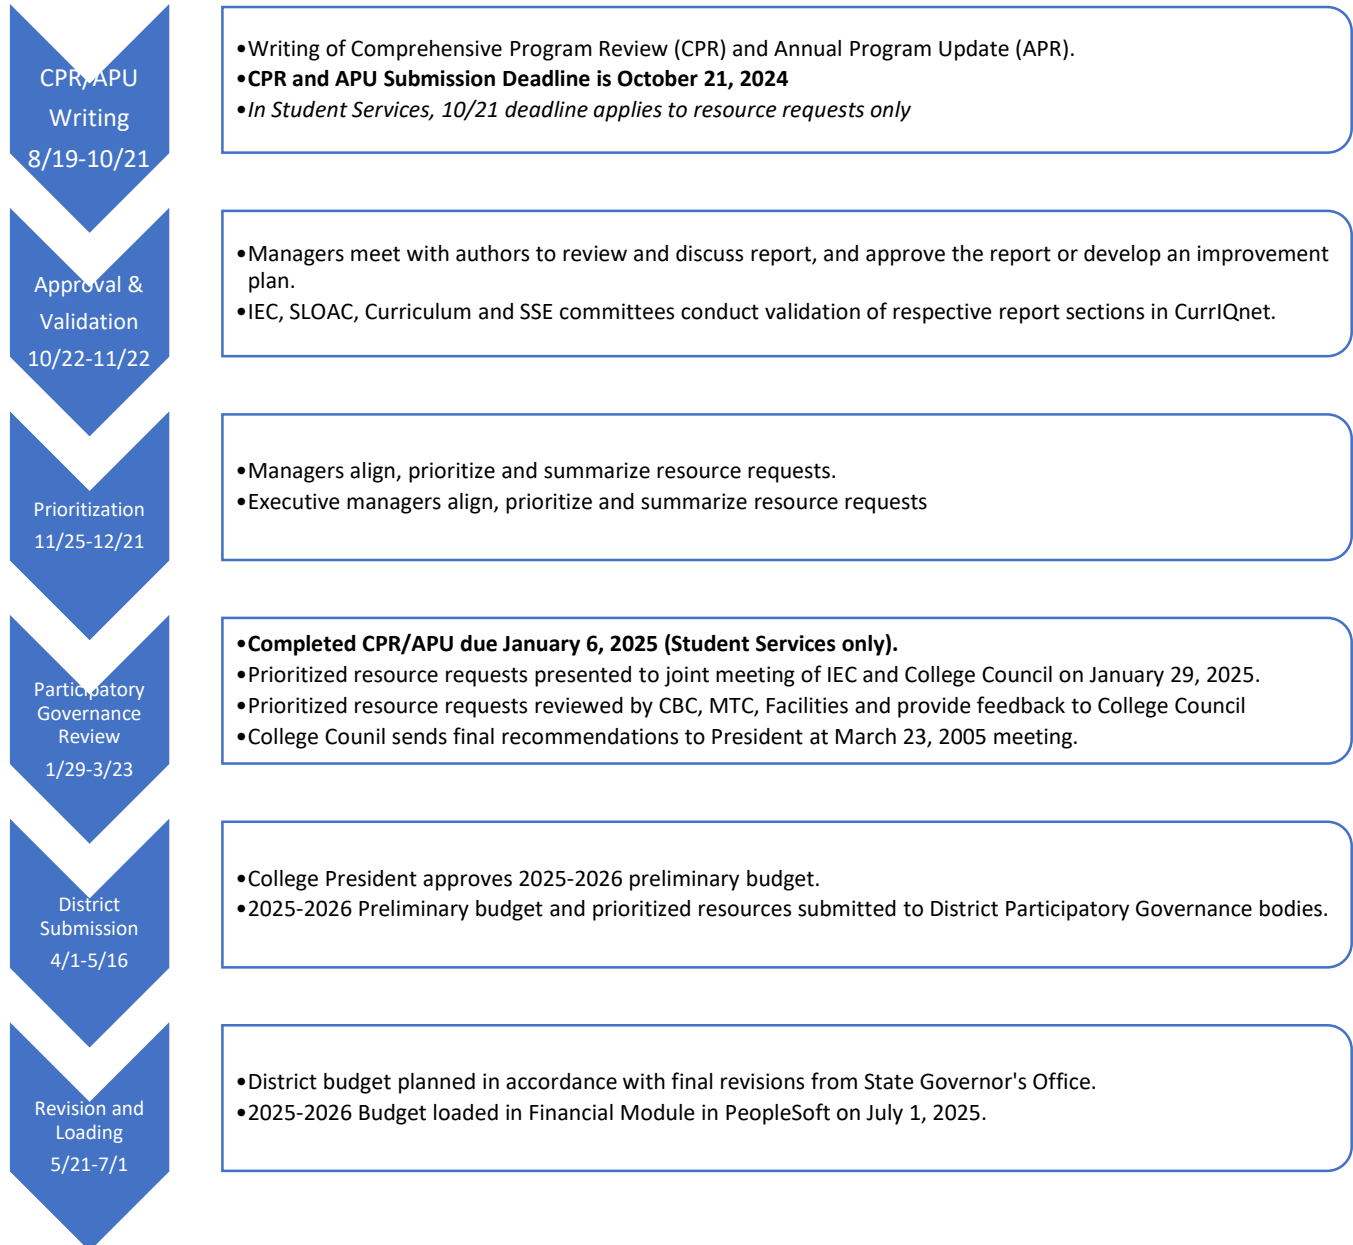 CPR/APU
Writing
8/19-10/21
•Writing of Comprehensive Program Review (CPR) and Annual Program Update (APR).
•CPR and APU Submission Deadline is October 21, 2024
•In Student Services, 10/21 deadline applies to resource requests only
Approval &
Validation
10/22-11/22
•Managers meet with authors to review and discuss report, and approve the report or develop an improvement
plan.
•IEC, SLOAC, Curriculum and SSE committees conduct validation of respective report sections in CurrIQnet.
Prioritization
11/25-12/21
•Managers align, prioritize and summarize resource requests.
•Executive managers align, prioritize and summarize resource requests
Participatory
Governance
Review
1/29-3/23
•Completed CPR/APU due January 6, 2025 (Student Services only).
•Prioritized resource requests presented to joint meeting of IEC and College Council on January 29, 2025.
•Prioritized resource requests reviewed by CBC, MTC, Facilities and provide feedback to College Council
•College Counil sends final recommendations to President at March 23, 2005 meeting.
District
Submission
4/1-5/16
•College President approves 2025-2026 preliminary budget.
•2025-2026 Preliminary budget and prioritized resources submitted to District Participatory Governance bodies.
Revision and
Loading
5/21-7/1
•District budget planned in accordance with final revisions from State Governor's Office.
•2025-2026 Budget loaded in Financial Module in PeopleSoft on July 1, 2025.